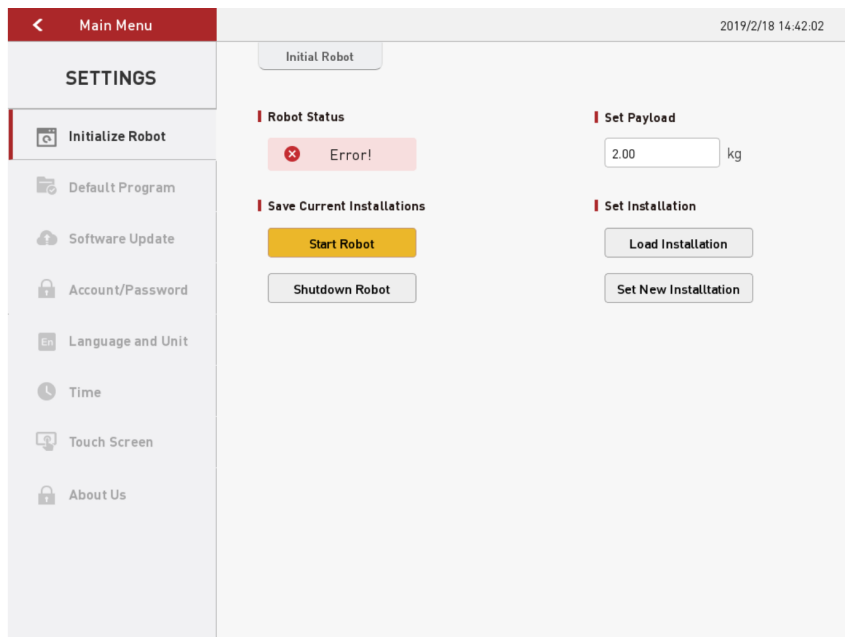 Main Menu
2019/2/18 14:42:02
SETTINGS
Initialize Robot
Default Program
Software Update
Account/Password
En
Language and Unit
Time
Touch Screen
About Us
Initial Robot
Robot Status
Error!
Save Current Installations
Start Robot
Shutdown Robot
Set Payload
2.00 kg
Set Installation
Load Installation
Set New Installtation